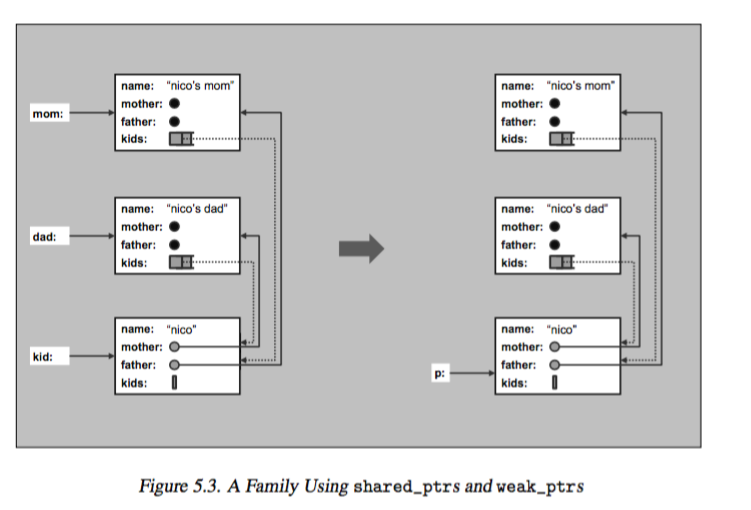 name: "nico's mom"
mother:
father:
kids:
mom:
name: "nico's dad"
mother:
father:
kids:
dad:
name: "nico"
mother:
father:
kids:
kid:
name: "nico's mom"
mother:
father:
kids:
name: "nico's dad"
mother:
father:
kids:
name: "nico"
mother:
father:
kids:
p:
Figure 5.3. A Family Using shared_ptrs and weak_ptrs